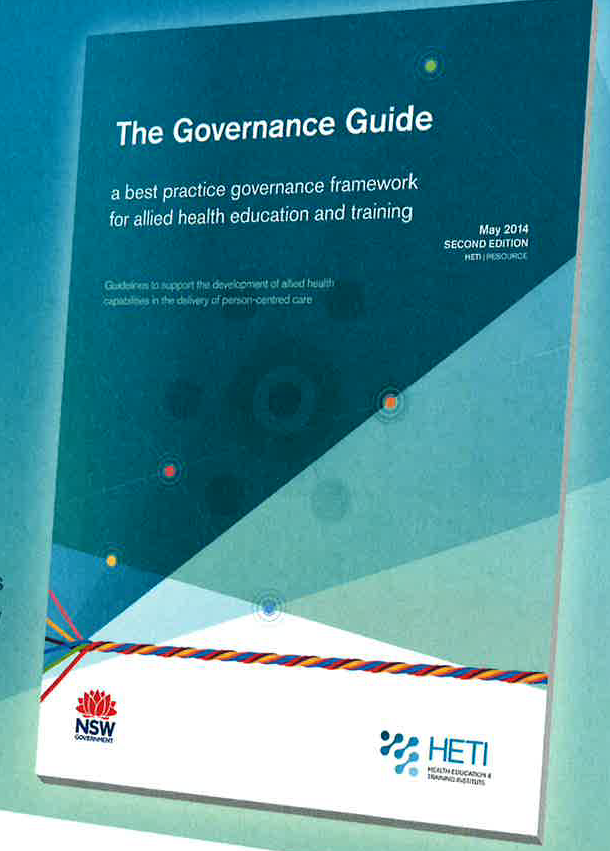 The Governance Guide
a best practice governance framework
for allied health education and training
May 2014
SECOND EDITION
HETI | RESOURCE
Guidelines to support the development of allied health
capabilities in the delivery of person-centred care
s
NSW
GOVERNMENT
HETI
HEALTH EDUCATION &
TRAINING INSTITUTE